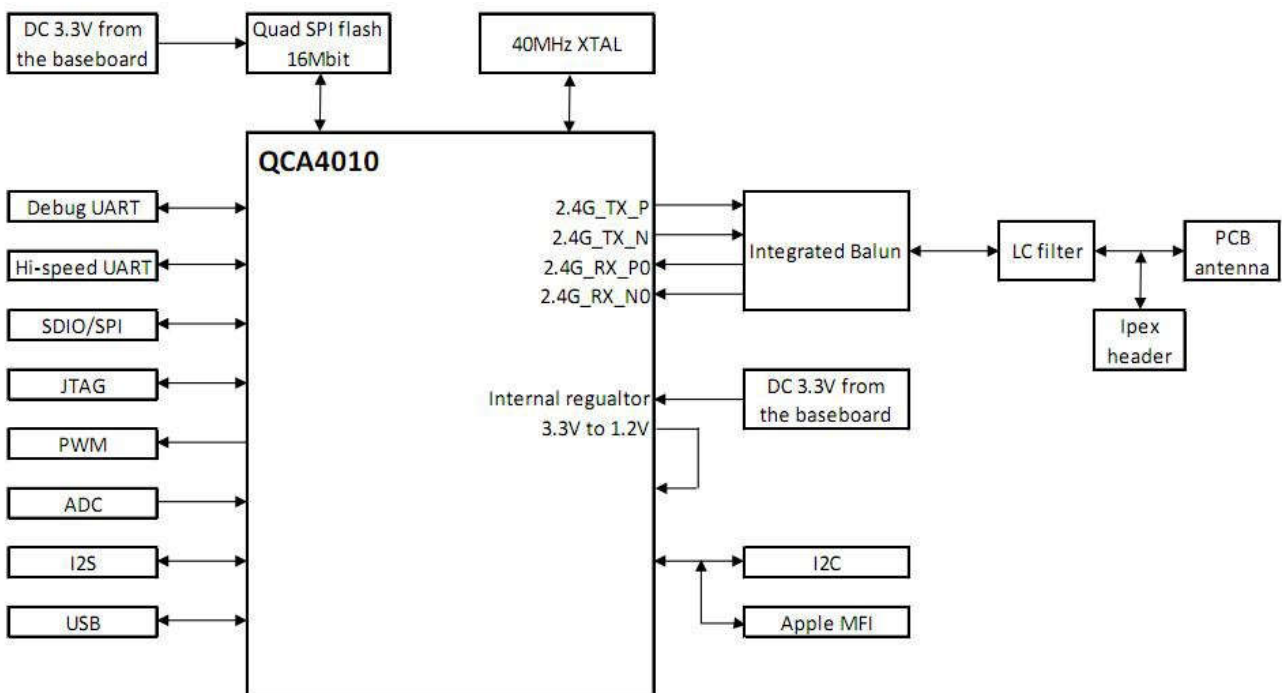 DC 3.3V from
the baseboard
Quad SPI flash
16Mbit
40MHz XTAL
QCA4010
Debug UART
Hi-speed UART
SDIO/SPI
JTAG
PWM
ADC
I2S
USB
2.4G_TX_P
2.4G_TX_N
2.4G_RX_P0
2.4G_RX_N0
Integrated Balun
LC filter
PCB
antenna
Ipex
header
Internal regualtor
3.3V to 1.2V
DC 3.3V from
the baseboard
I2C
Apple MFI